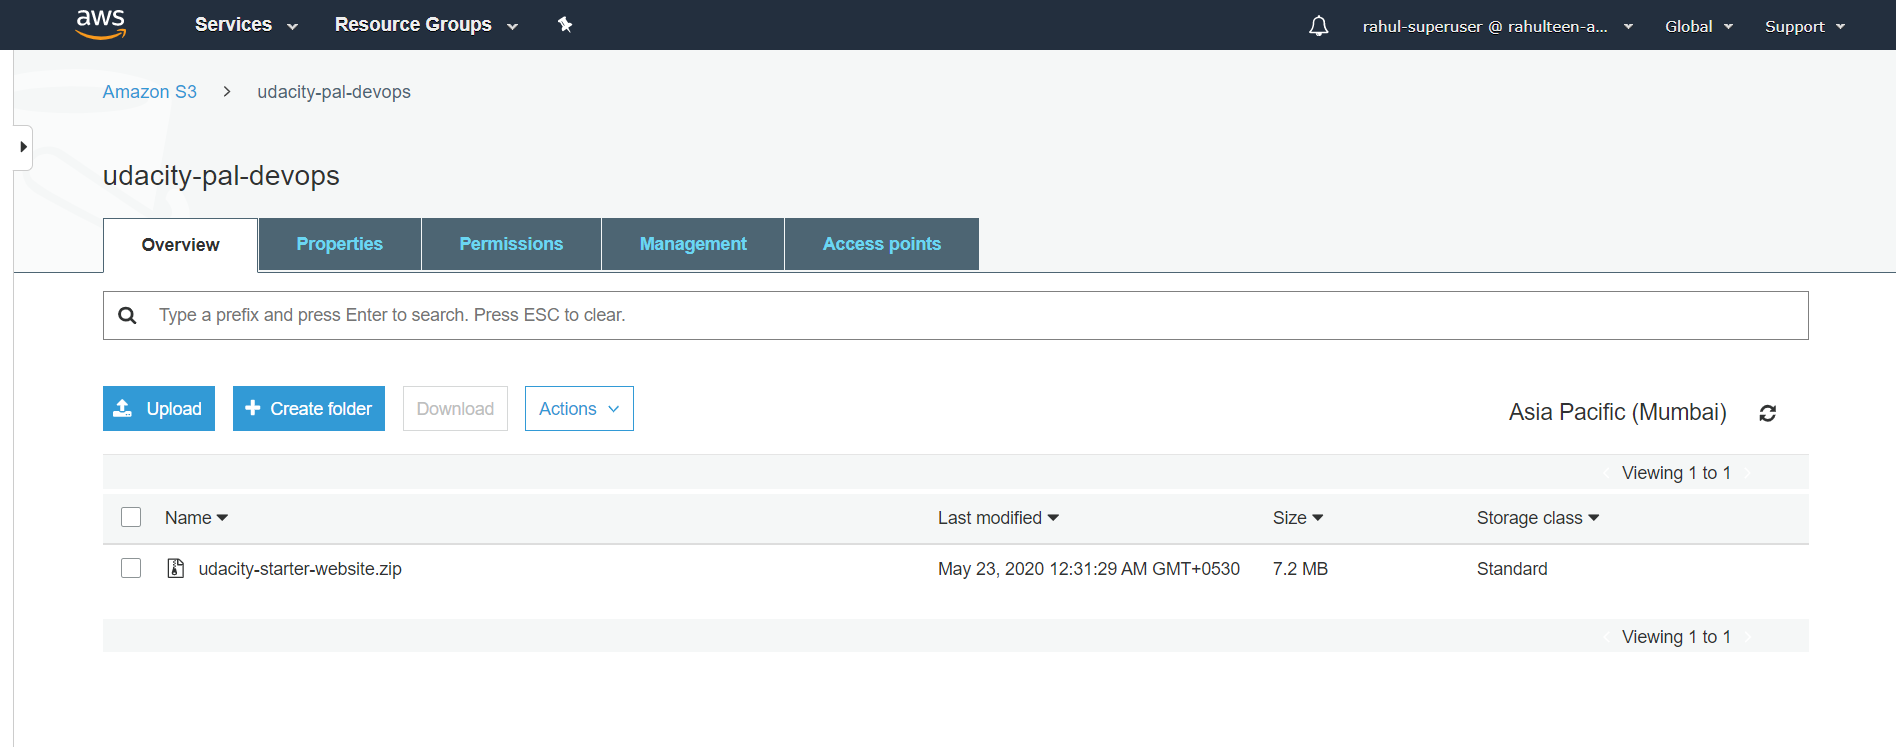 aws Services Resource Groups rahul-superuser @ rahulteen-a... Global Support
Amazon S3 > udacity-pal-devops
udacity-pal-devops
Overview Properties Permissions Management Access points
Type a prefix and press Enter to search. Press ESC to clear.
Upload + Create folder Download Actions Asia Pacific (Mumbai)
Viewing 1 to 1
Name Last modified Size Storage class
udacity-starter-website.zip May 23, 2020 12:31:29 AM GMT+0530 7.2 MB Standard
Viewing 1 to 1